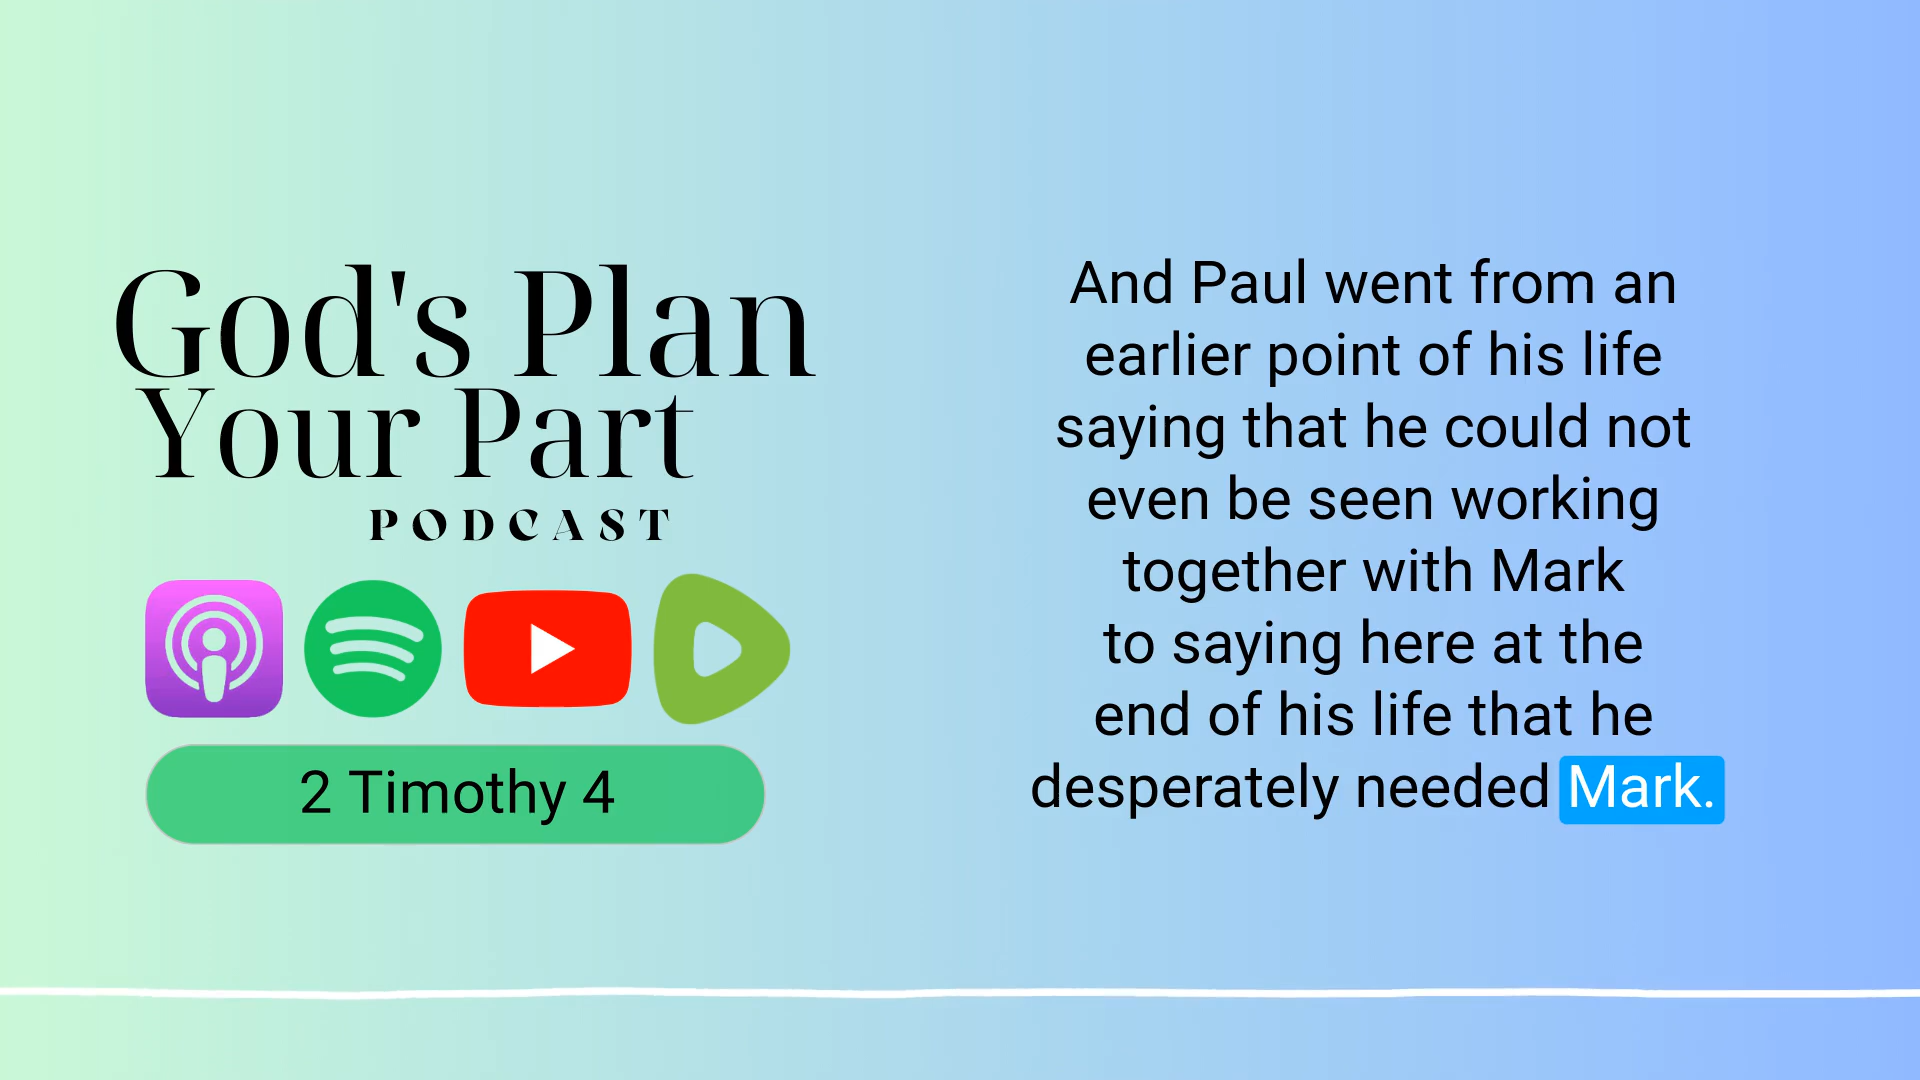 God's Plan
Your Part
PODCAST
2 Timothy 4
And Paul went from an
earlier point of his life
saying that he could not
even be seen working
together with Mark
to saying here at the
end of his life that he
desperately needed Mark.